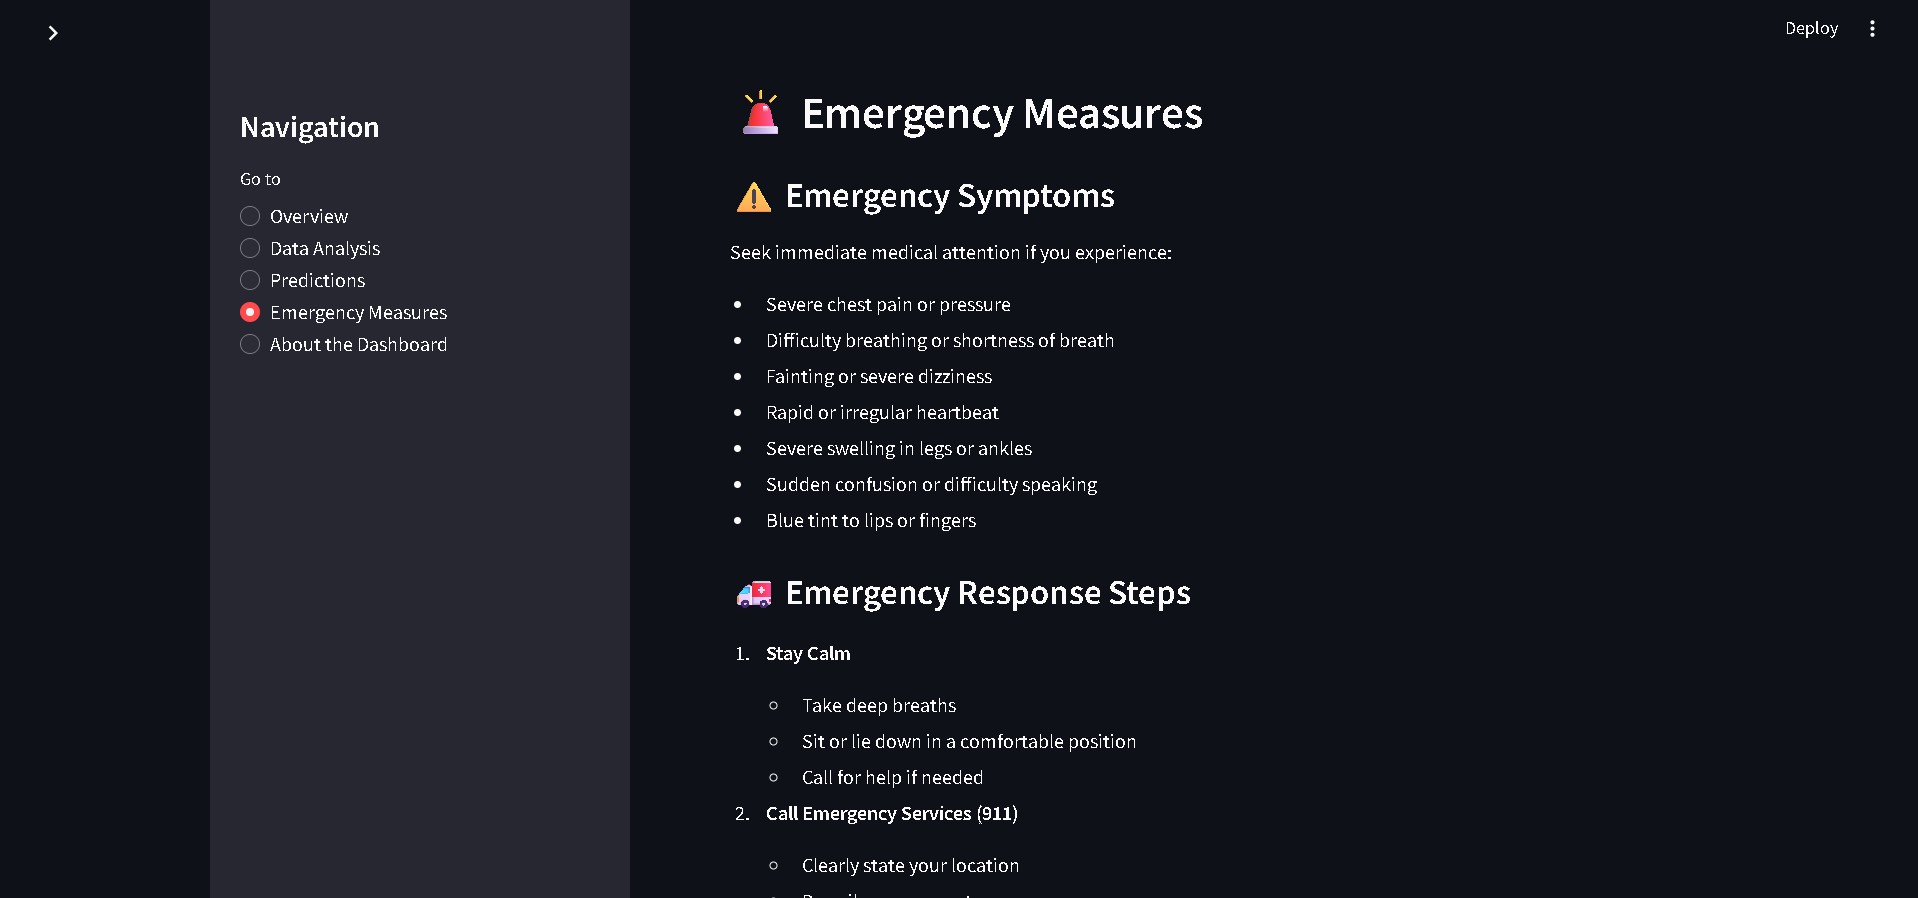 Deploy
Navigation
Go to
Overview
Data Analysis
Predictions
Emergency Measures
About the Dashboard
Emergency Measures
Emergency Symptoms
Seek immediate medical attention if you experience:
Severe chest pain or pressure
Difficulty breathing or shortness of breath
Fainting or severe dizziness
Rapid or irregular heartbeat
Severe swelling in legs or ankles
Sudden confusion or difficulty speaking
Blue tint to lips or fingers
Emergency Response Steps
1. Stay Calm
Take deep breaths
Sit or lie down in a comfortable position
Call for help if needed
2. Call Emergency Services (911)
Clearly state your location